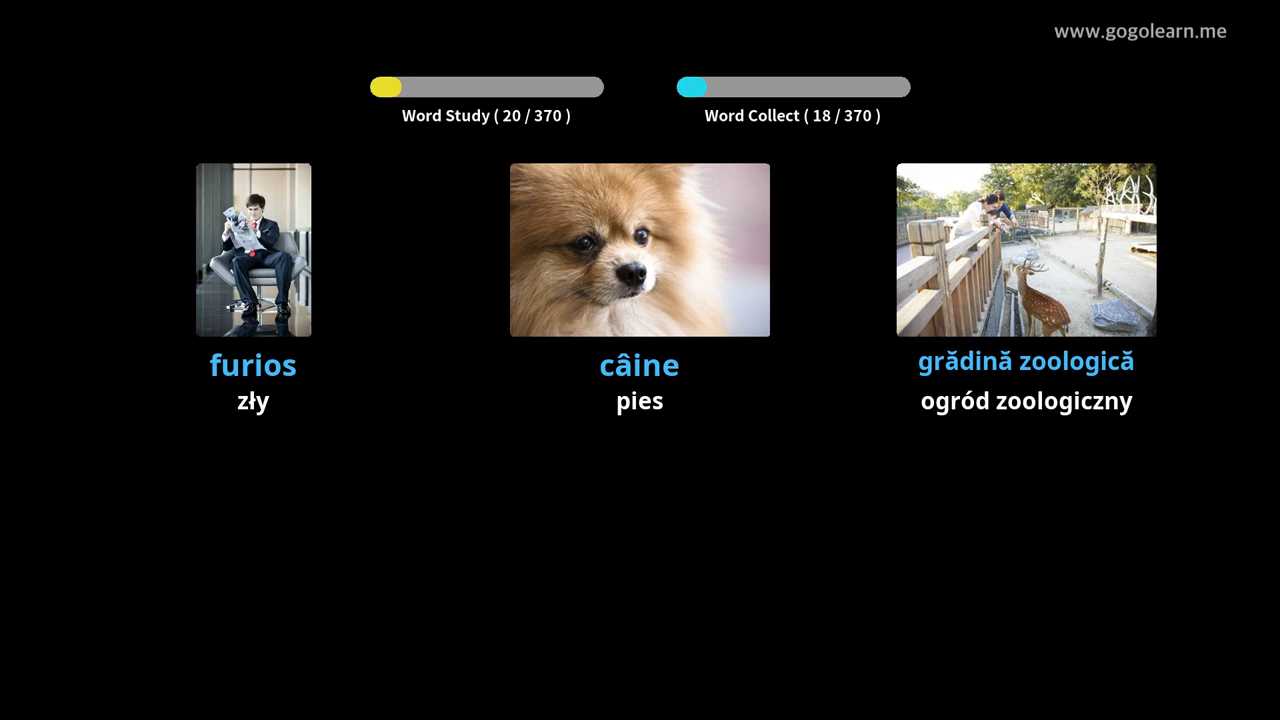 www.gogolearn.me
Word Study ( 20 / 370 )
Word Collect ( 18 / 370 )
furios
zły
câine
pies
grădină zoologică
ogród zoologiczny